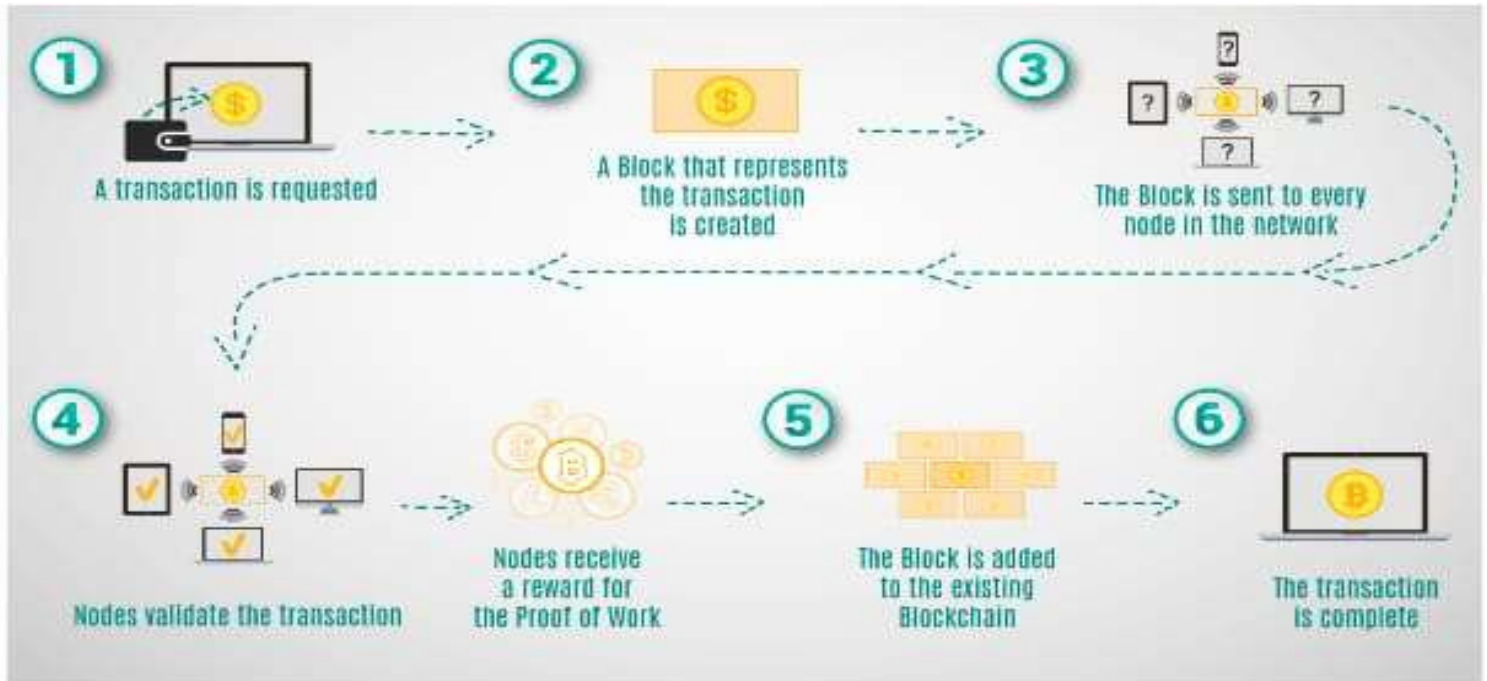 1
A transaction is requested
2
A Block that represents
the transaction
is created
3
The Block is sent to every
node in the network
4
Nodes validate the transaction
Nodes receive
a reward for
the Proof of Work
5
The Block is added
to the existing
Blockchain
6
The transaction
is complete